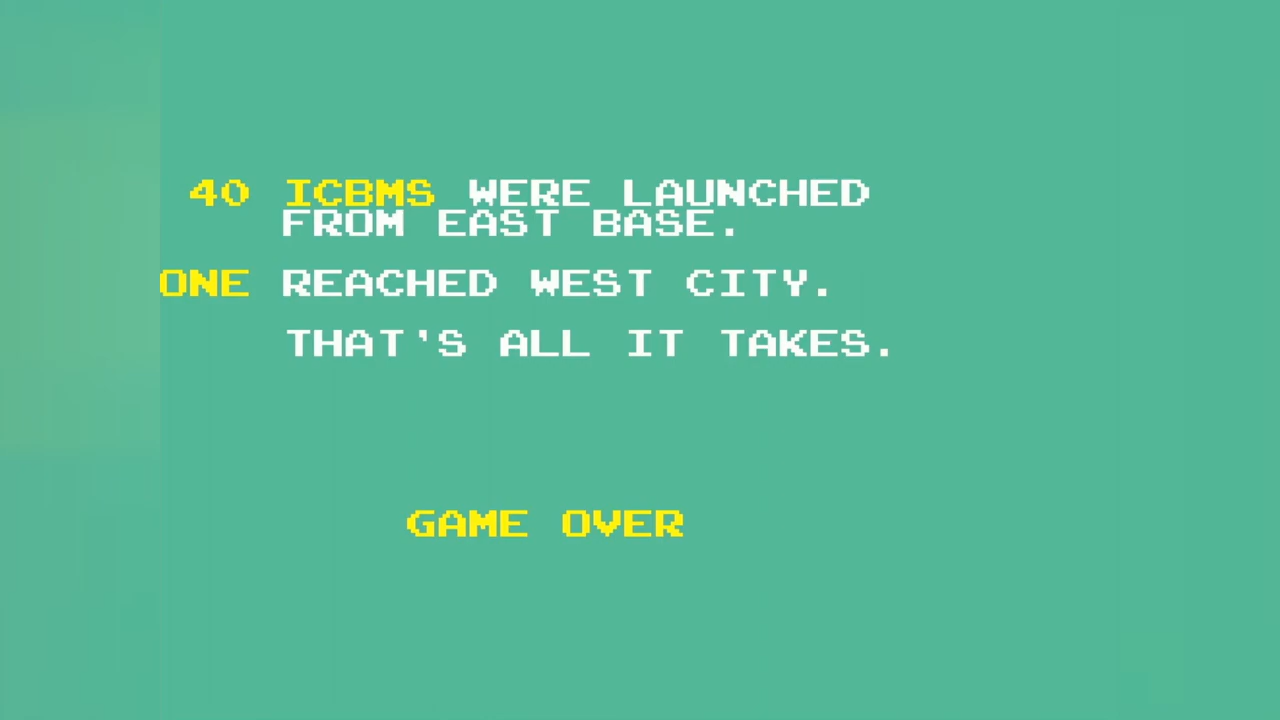 40 ICBMS WERE LAUNCHED
FROM EAST BASE.
ONE REACHED WEST CITY.
THAT'S ALL IT TAKES.
GAME OVER